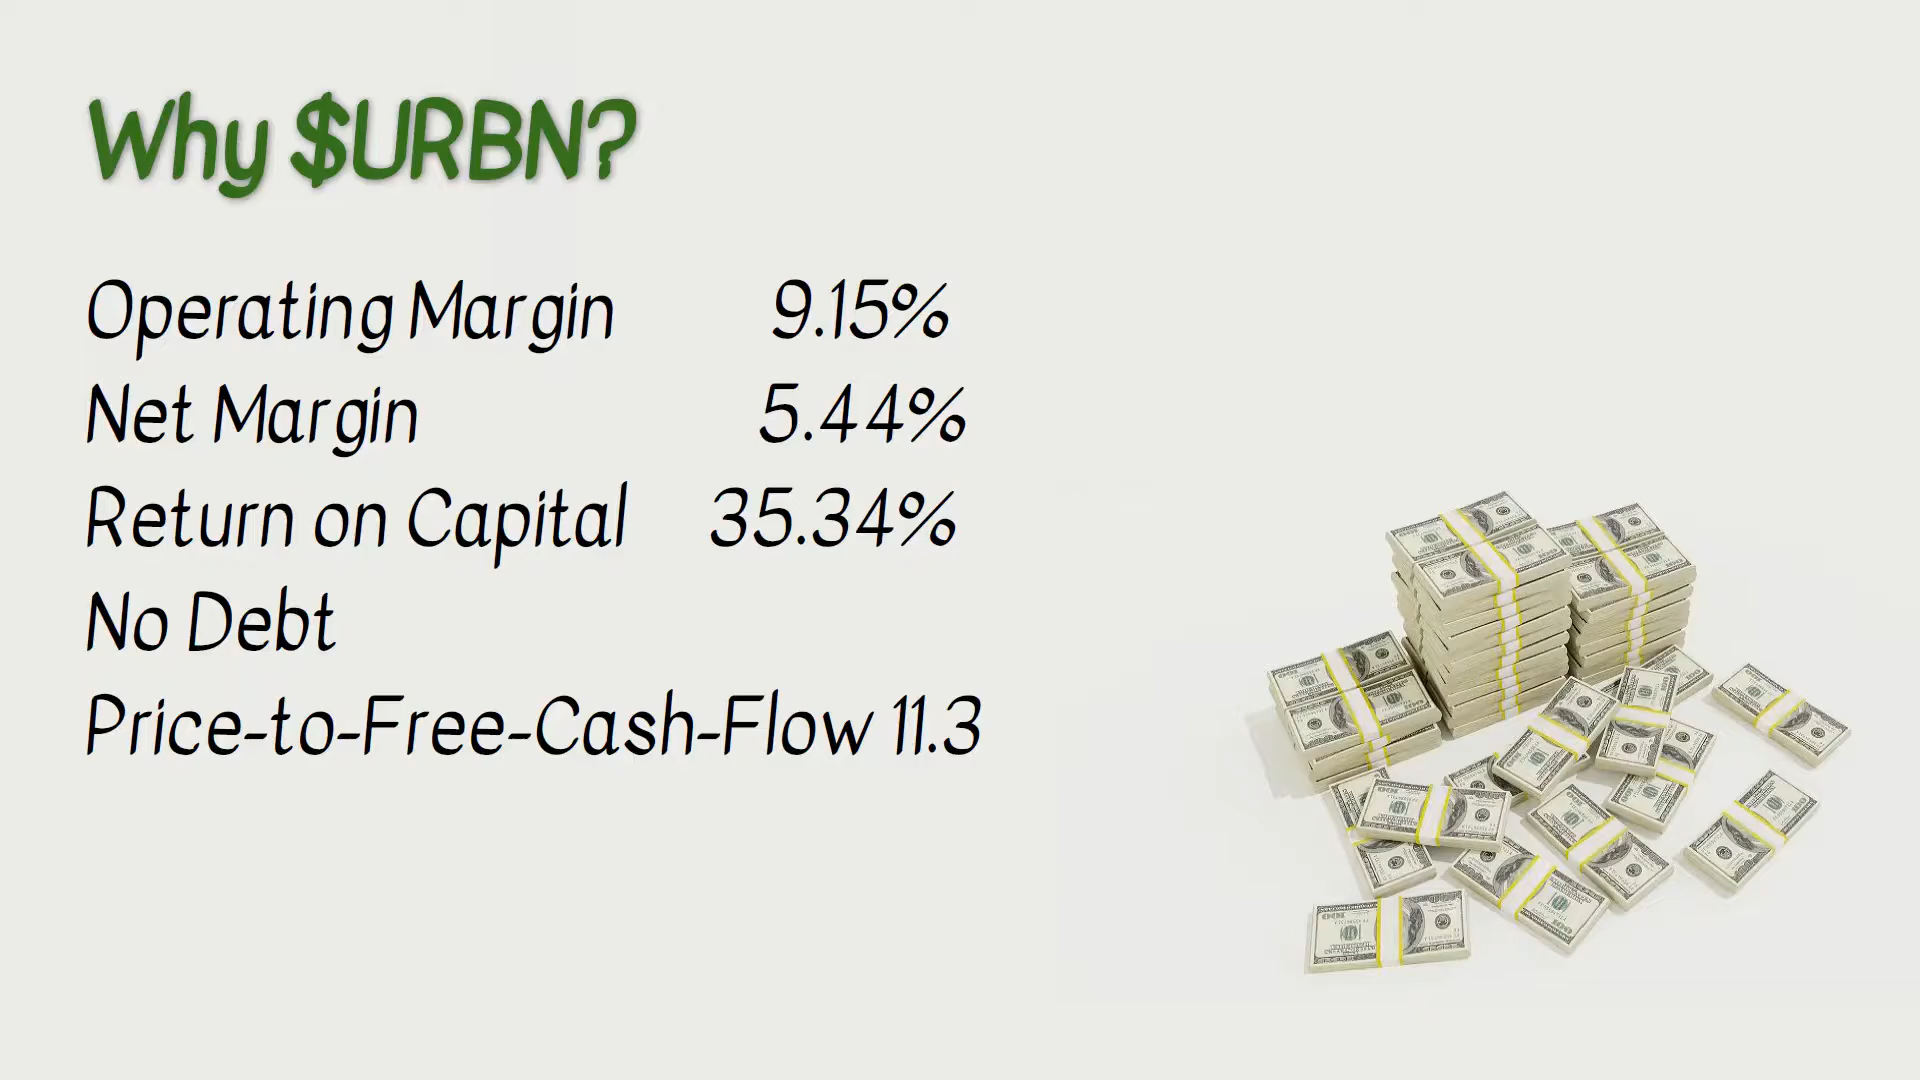 Why $URBN?
Operating Margin 9.15%
Net Margin 5.44%
Return on Capital 35.34%
No Debt
Price-to-Free-Cash-Flow 11.3